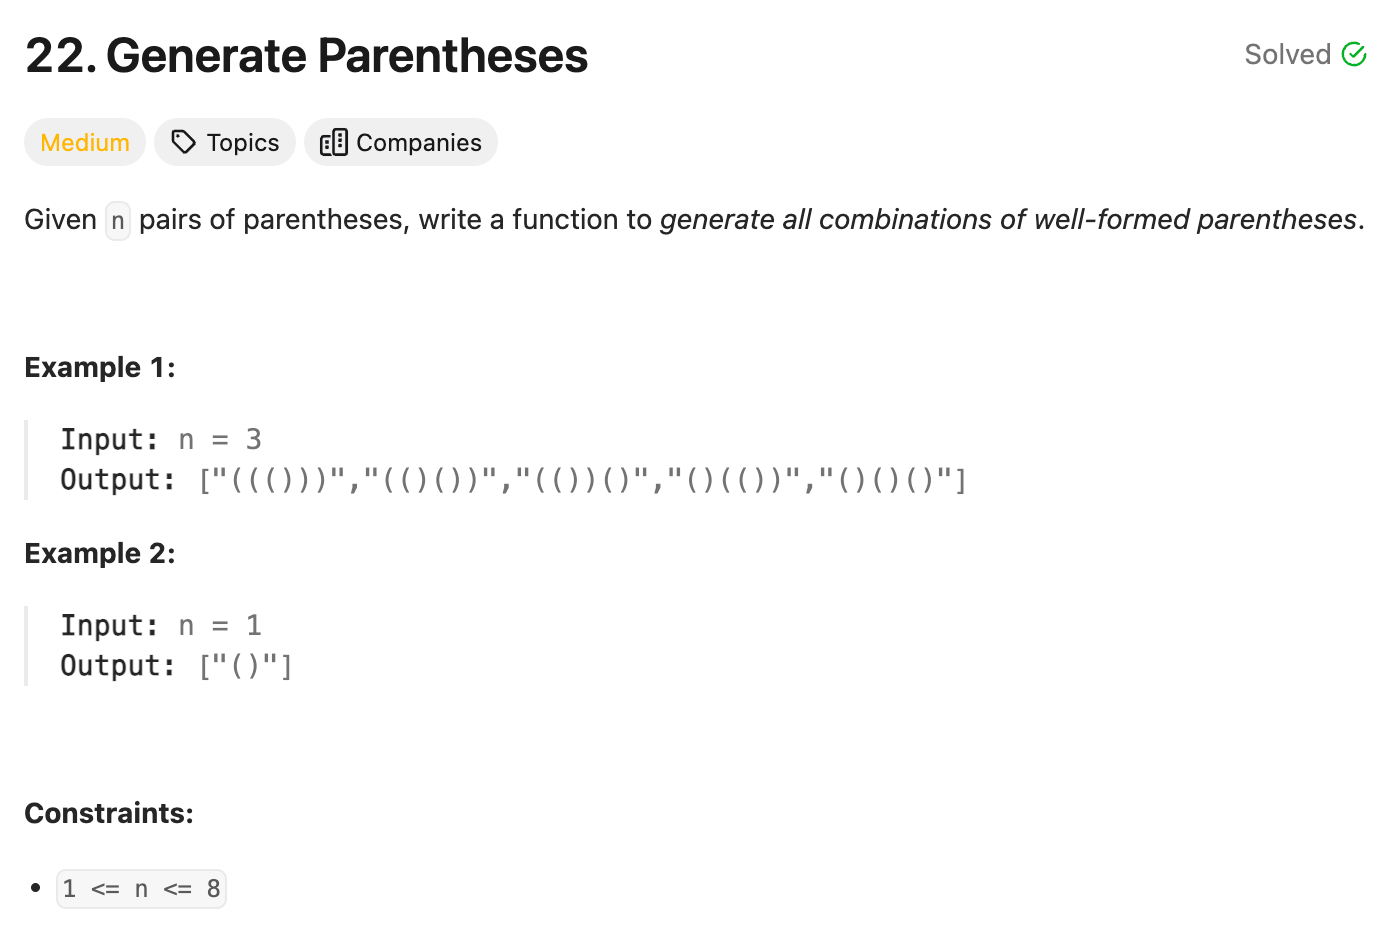 22. Generate Parentheses
Solved
Medium
Topics
Companies
Given n pairs of parentheses, write a function to generate all combinations of well-formed parentheses.
Example 1:
Input: n = 3
Output: ["((()))","(()())","(())()","()(())","()()()"]
Example 2:
Input: n = 1
Output: ["()"]
Constraints:
• 1 <= n <= 8